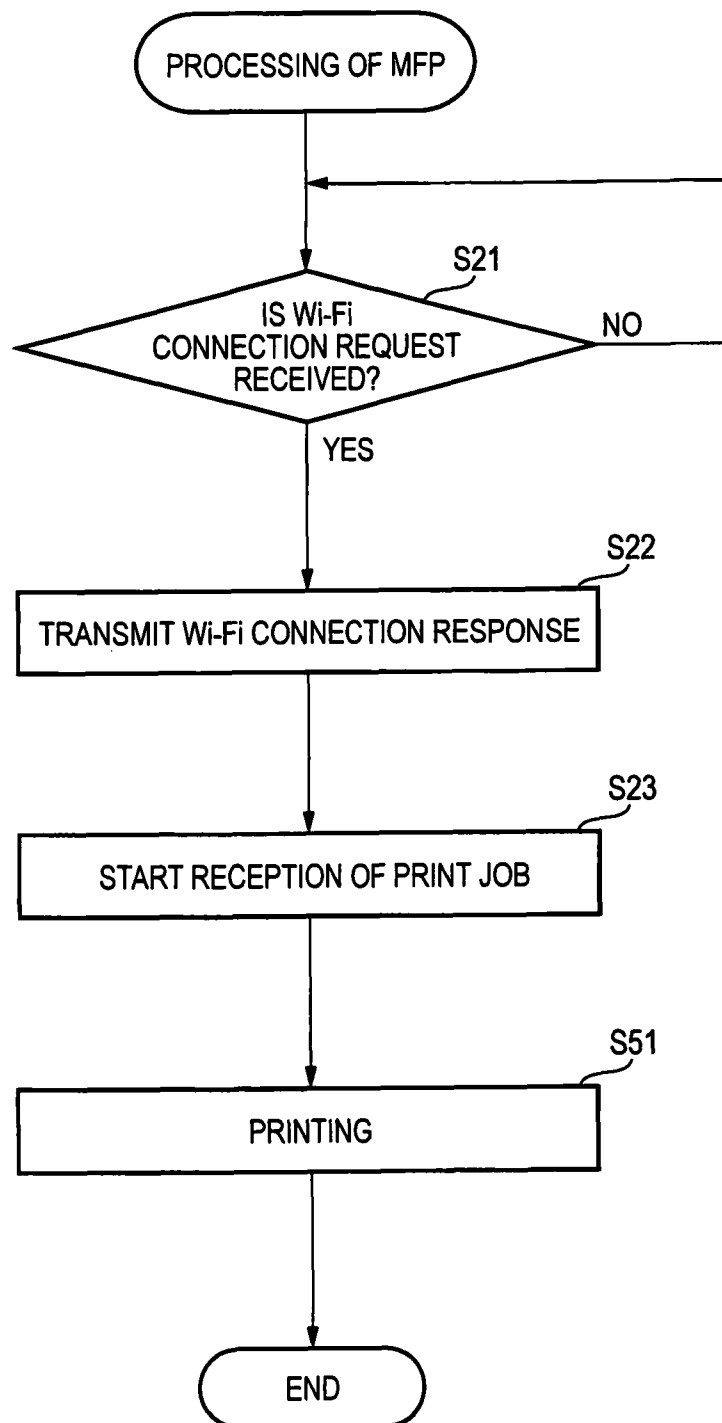 PROCESSING OF MFP
S21
IS Wi-Fi
CONNECTION REQUEST
RECEIVED?
NO
YES
S22
TRANSMIT Wi-Fi CONNECTION RESPONSE
S23
START RECEPTION OF PRINT JOB
S51
PRINTING
END